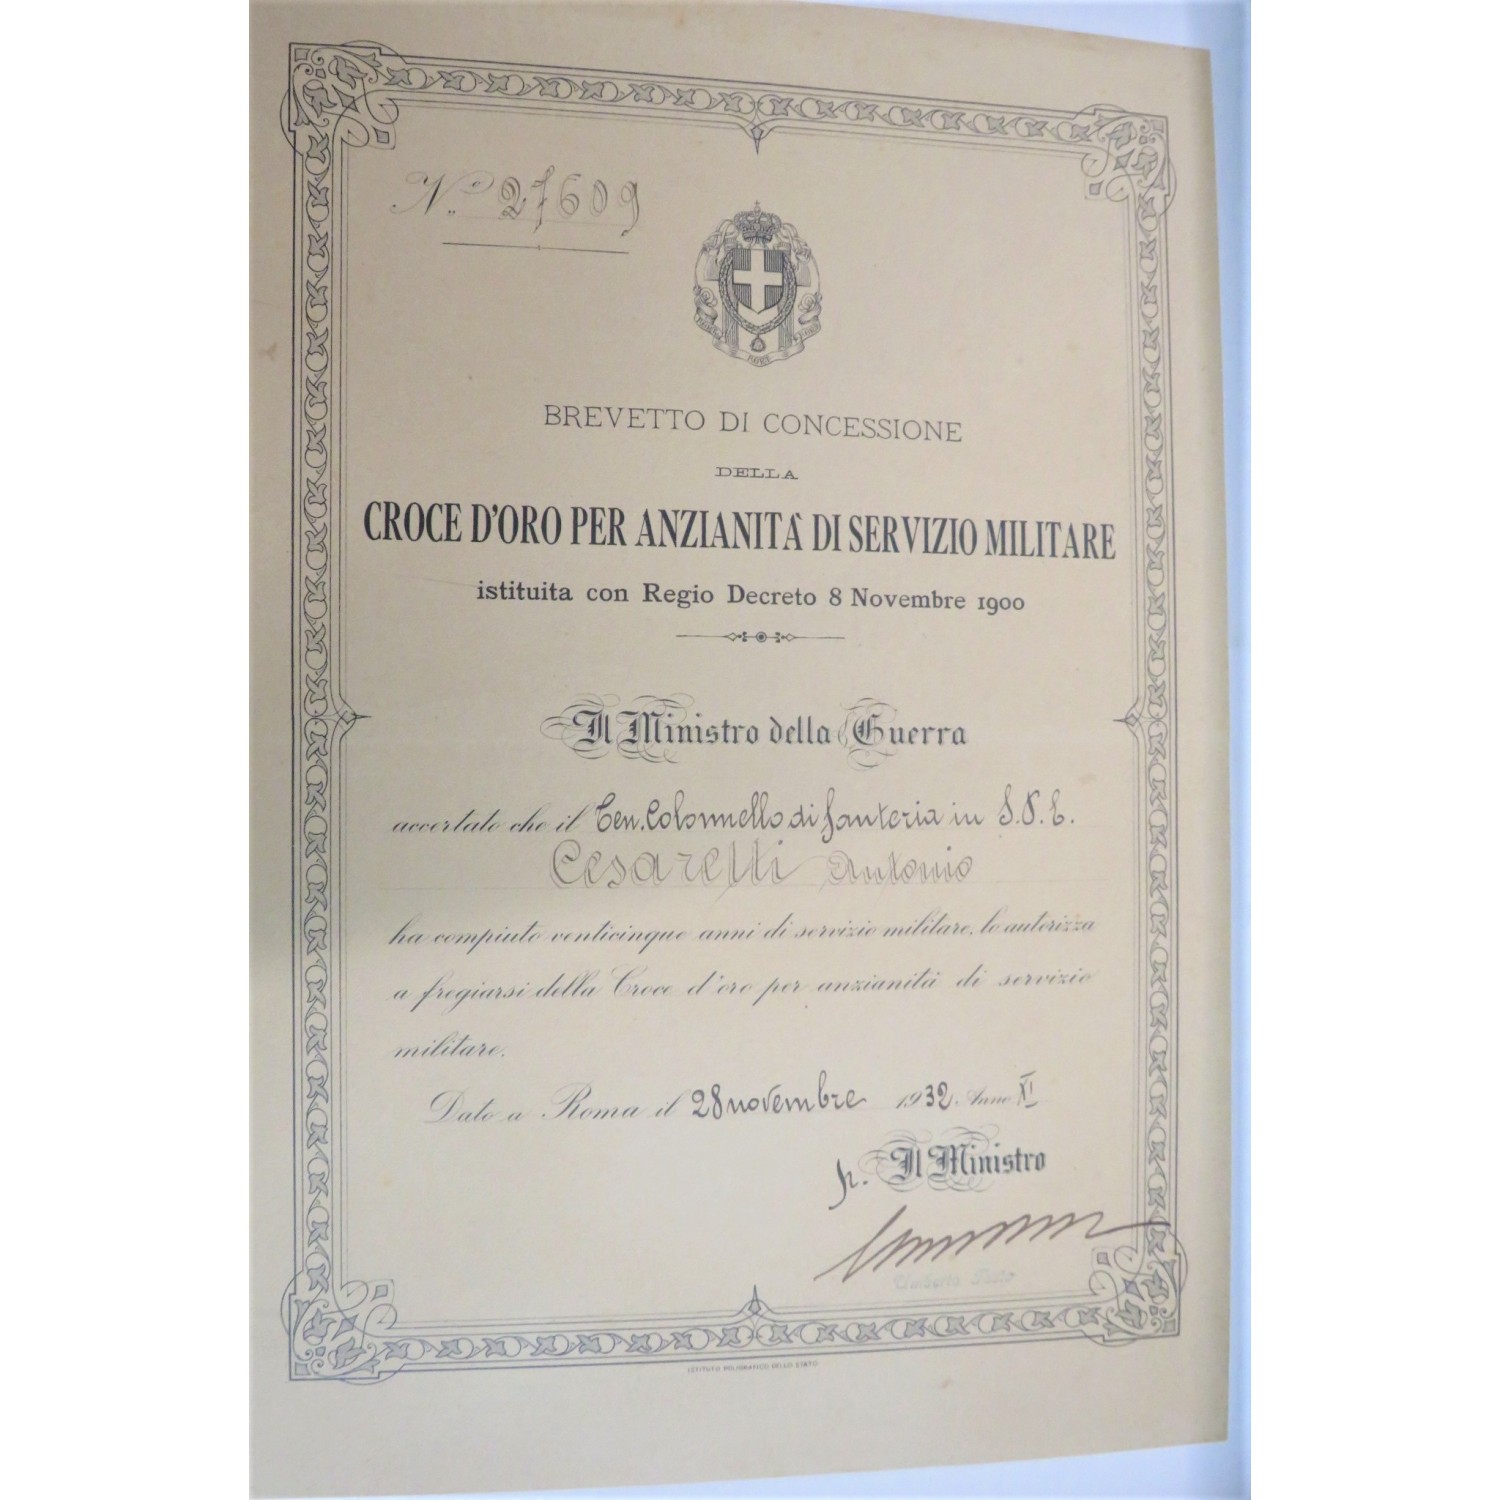 N.° 27609
FERT
BREVETTO DI CONCESSIONE
DELLA
CROCE D'ORO PER ANZIANITÀ DI SERVIZIO MILITARE
istituita con Regio Decreto 8 Novembre 1900
Il Ministro della Guerra
accertato che il Ten. Colonnello di fanteria in S.P.E.
Cesaretti Antonio
ha compiuto venticinque anni di servizio militare, lo autorizza
a fregiarsi della Croce d'oro per anzianità di servizio
militare.
Dato a Roma il 28 novembre 1932 Anno XI
p. Il Ministro
Umberto
ISTITUTO POLIGRAFICO DELLO STATO